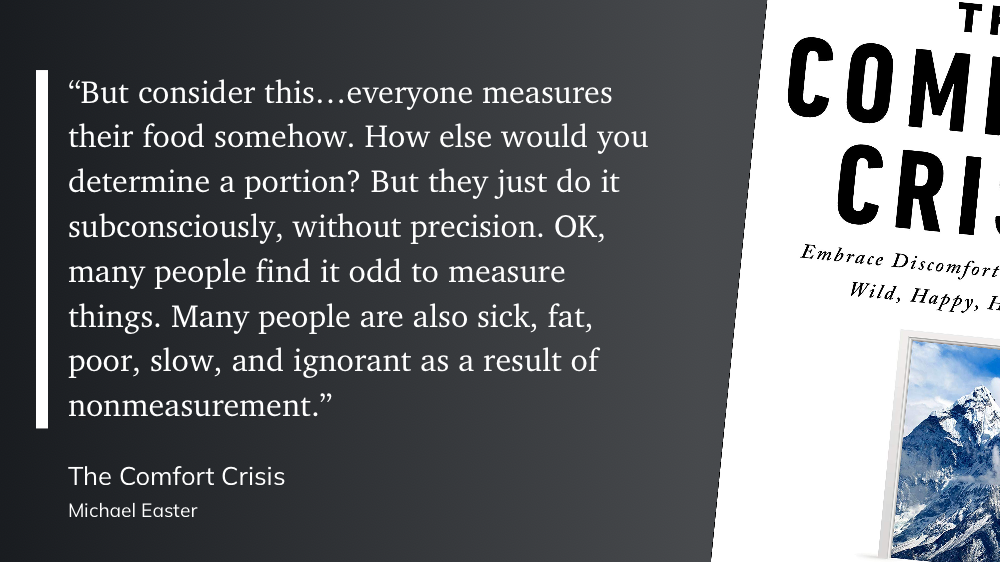 “But consider this…everyone measures
their food somehow. How else would you
determine a portion? But they just do it
subconsciously, without precision. OK,
many people find it odd to measure
things. Many people are also sick, fat,
poor, slow, and ignorant as a result of
nonmeasurement.”
The Comfort Crisis
Michael Easter
Embrace Discomfort
Wild, Happy,